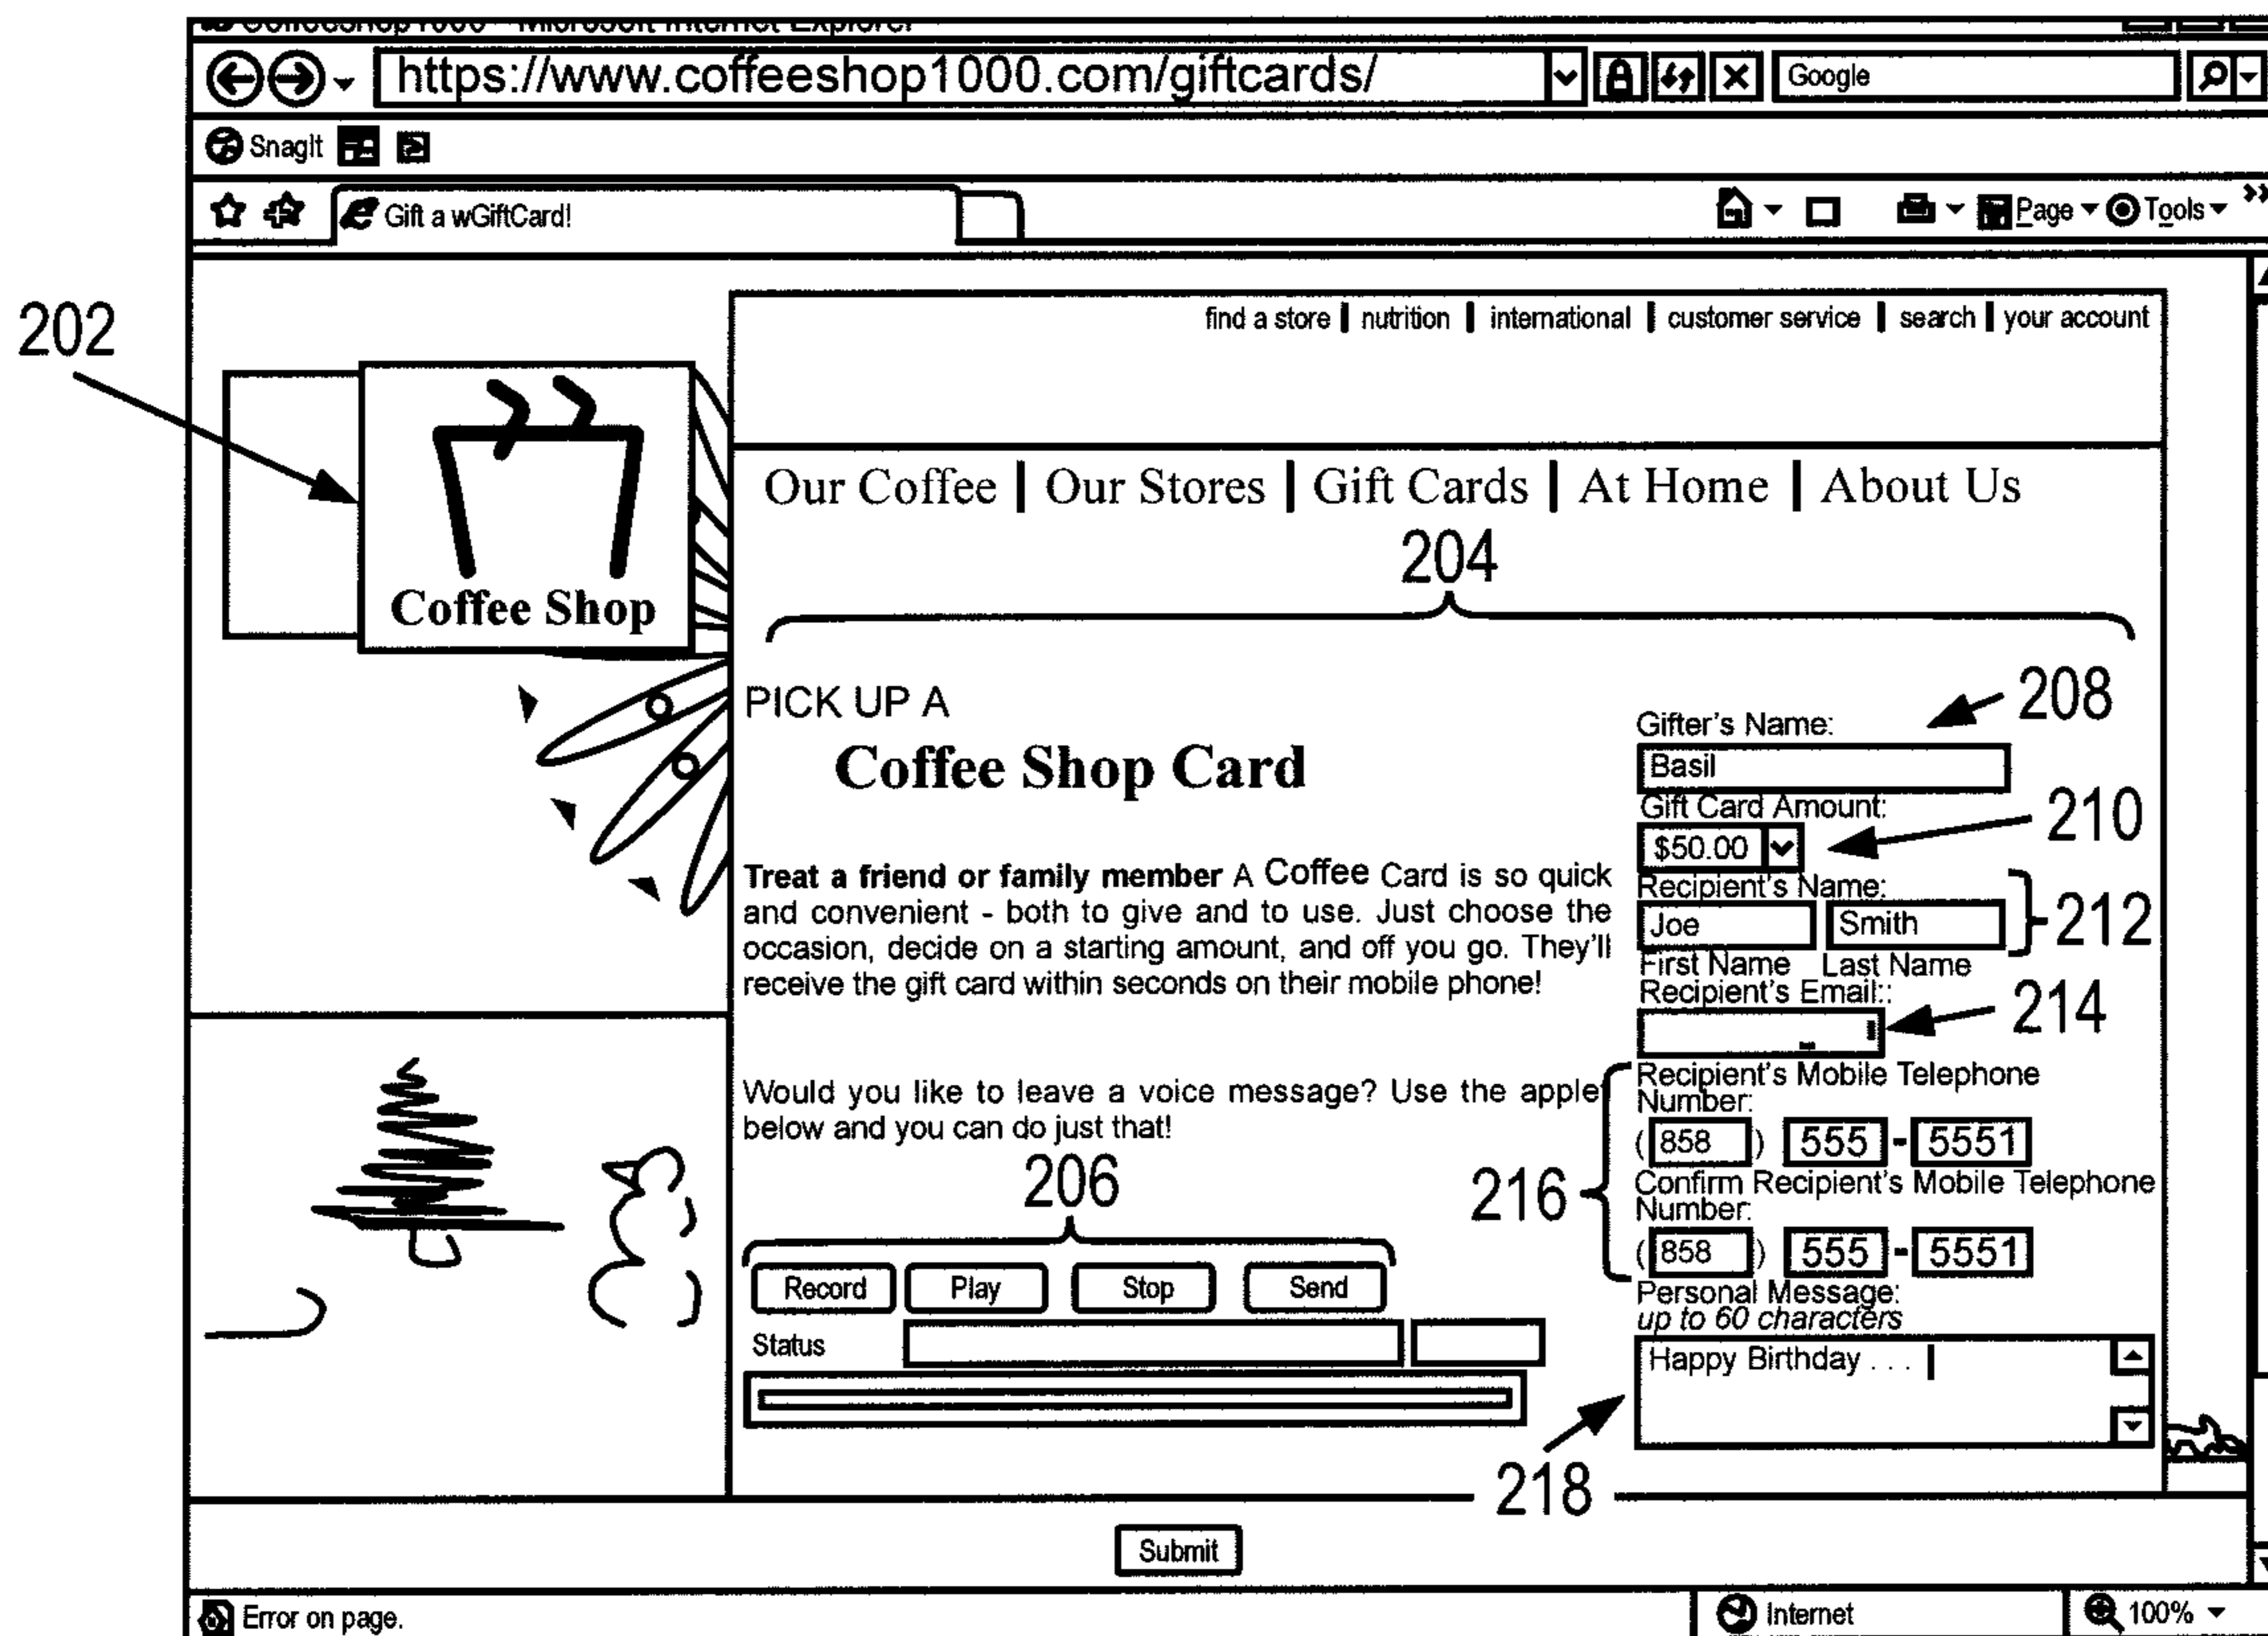 CoffeeShop1000 - Microsoft Internet Explorer
https://www.coffeeshop1000.com/giftcards/
Google
SnagIt
Gift a wGiftCard!
Page
Tools
202
find a store | nutrition | international | customer service | search | your account
Coffee Shop
Our Coffee | Our Stores | Gift Cards | At Home | About Us
204
PICK UP A
Coffee Shop Card
Treat a friend or family member A Coffee Card is so quick
and convenient - both to give and to use. Just choose the
occasion, decide on a starting amount, and off you go. They'll
receive the gift card within seconds on their mobile phone!
Would you like to leave a voice message? Use the applet
below and you can do just that!
206
Record Play Stop Send
Status
Gifter's Name:
208
Basil
Gift Card Amount:
210
$50.00
Recipient's Name:
Joe Smith
212
First Name Last Name
Recipient's Email::
214
Recipient's Mobile Telephone
Number:
(858) 555 - 5551
216
Confirm Recipient's Mobile Telephone
Number:
(858) 555 - 5551
Personal Message:
up to 60 characters
Happy Birthday . . .
218
Submit
Error on page.
Internet
100%